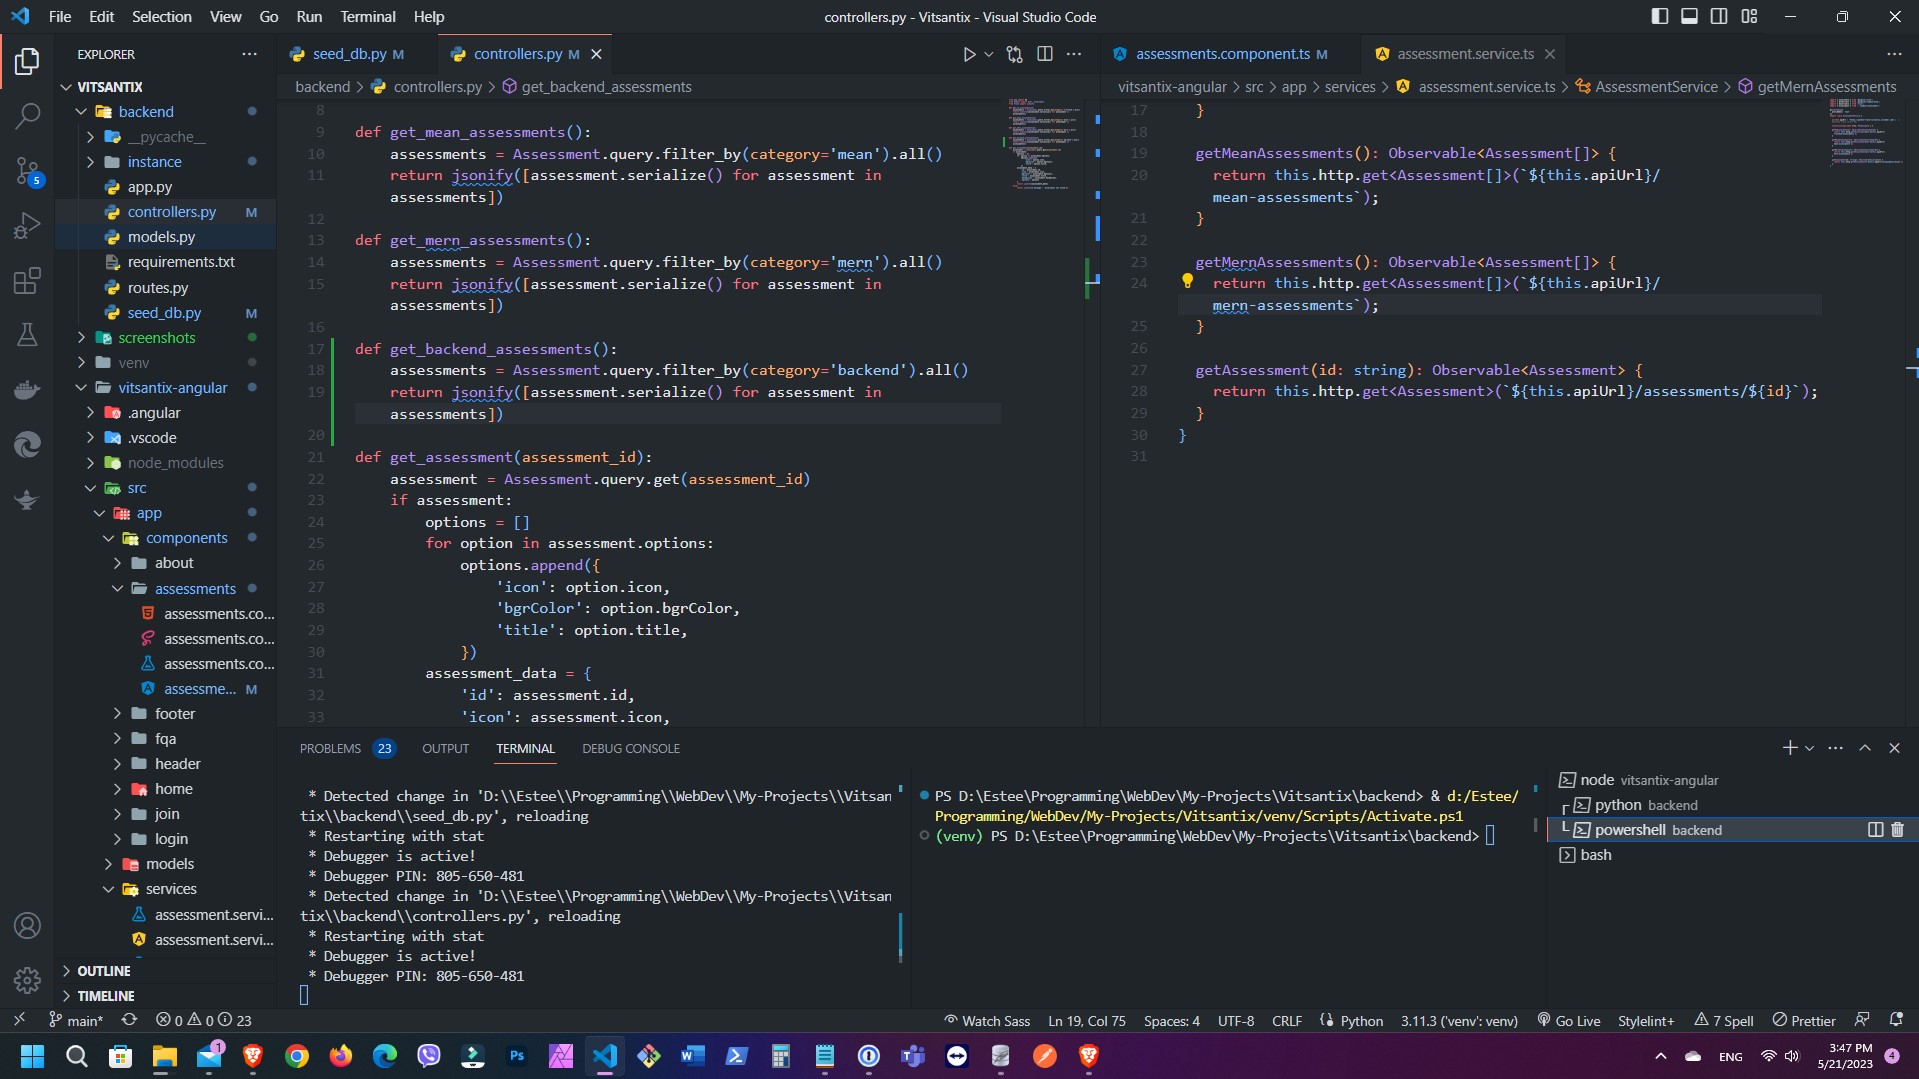 File Edit Selection View Go Run Terminal Help
controllers.py - Vitsantix - Visual Studio Code
EXPLORER
VITSANTIX
backend
__pycache__
instance
app.py
controllers.py M
models.py
requirements.txt
routes.py
seed_db.py M
screenshots
venv
vitsantix-angular
.angular
.vscode
node_modules
src
app
components
about
assessments
assessments.co...
assessments.co...
assessments.co...
assessme... M
footer
fqa
header
home
join
login
models
services
assessment.servi...
assessment.servi...
OUTLINE
TIMELINE
5
seed_db.py M
controllers.py M
backend > controllers.py > get_backend_assessments
8
9 def get_mean_assessments():
10 assessments = Assessment.query.filter_by(category='mean').all()
11 return jsonify([assessment.serialize() for assessment in
assessments])
12
13 def get_mern_assessments():
14 assessments = Assessment.query.filter_by(category='mern').all()
15 return jsonify([assessment.serialize() for assessment in
assessments])
16
17 def get_backend_assessments():
18 assessments = Assessment.query.filter_by(category='backend').all()
19 return jsonify([assessment.serialize() for assessment in
assessments])
20
21 def get_assessment(assessment_id):
22 assessment = Assessment.query.get(assessment_id)
23 if assessment:
24 options = []
25 for option in assessment.options:
26 options.append({
27 'icon': option.icon,
28 'bgrColor': option.bgrColor,
29 'title': option.title,
30 })
31 assessment_data = {
32 'id': assessment.id,
33 'icon': assessment.icon,
assessments.component.ts M
assessment.service.ts
vitsantix-angular > src > app > services > assessment.service.ts > AssessmentService > getMernAssessments
17 }
18
19 getMeanAssessments(): Observable<Assessment[]> {
20 return this.http.get<Assessment[]>(`${this.apiUrl}/
mean-assessments`);
21 }
22
23 getMernAssessments(): Observable<Assessment[]> {
24 return this.http.get<Assessment[]>(`${this.apiUrl}/
mern-assessments`);
25 }
26
27 getAssessment(id: string): Observable<Assessment> {
28 return this.http.get<Assessment>(`${this.apiUrl}/assessments/${id}`);
29 }
30 }
31
PROBLEMS 23 OUTPUT TERMINAL DEBUG CONSOLE
* Detected change in 'D:\\Estee\\Programming\\WebDev\\My-Projects\\Vitsan
tix\\backend\\seed_db.py', reloading
* Restarting with stat
* Debugger is active!
* Debugger PIN: 805-650-481
* Detected change in 'D:\\Estee\\Programming\\WebDev\\My-Projects\\Vitsan
tix\\backend\\controllers.py', reloading
* Restarting with stat
* Debugger is active!
* Debugger PIN: 805-650-481
PS D:\Estee\Programming\WebDev\My-Projects\Vitsantix\backend> & d:/Estee/
Programming/WebDev/My-Projects/Vitsantix/venv/Scripts/Activate.ps1
(venv) PS D:\Estee\Programming\WebDev\My-Projects\Vitsantix\backend>
node vitsantix-angular
python backend
powershell backend
bash
main* 0 0 23
Watch Sass Ln 19, Col 75 Spaces: 4 UTF-8 CRLF Python 3.11.3 ('venv': venv) Go Live Stylelint+ 7 Spell Prettier
1
Ps
ENG
3:47 PM
5/21/2023
4